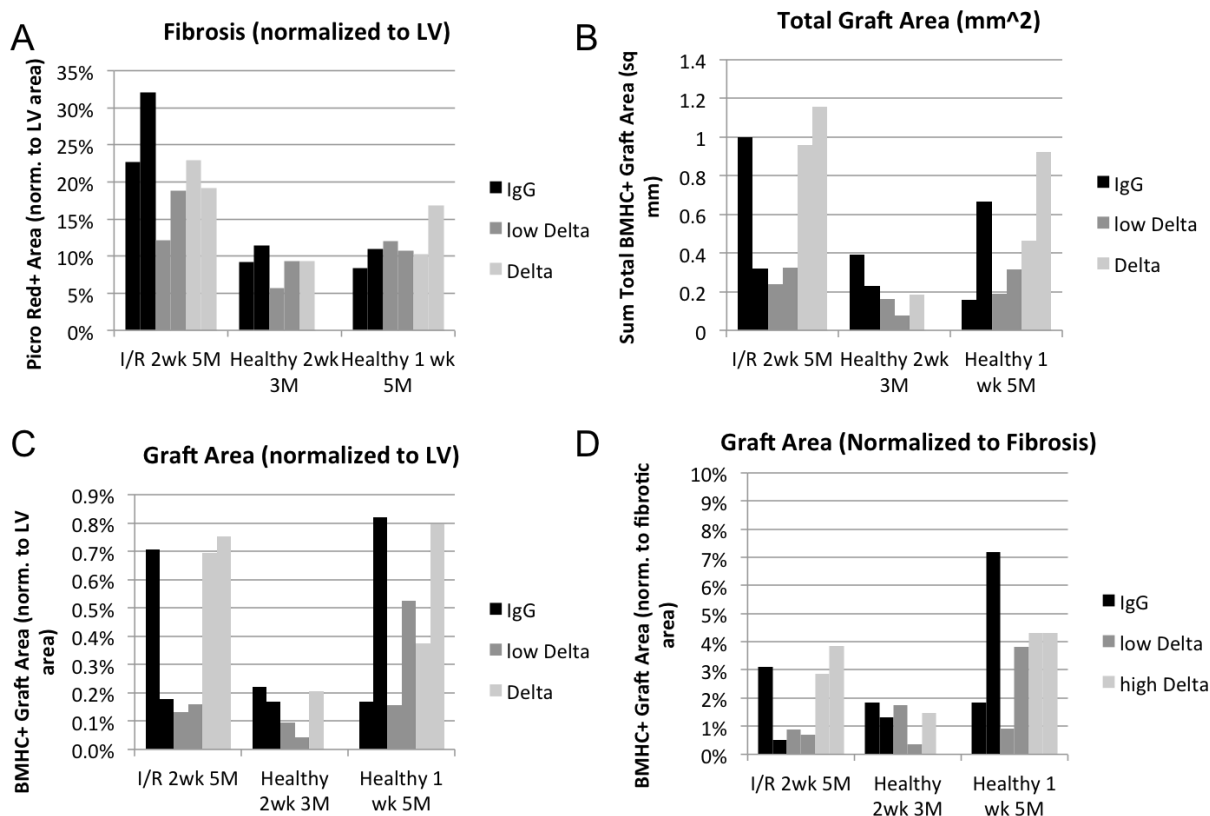 A
Fibrosis (normalized to LV)
Picro Red+ Area (norm. to LV area)
35%
30%
25%
20%
15%
10%
5%
0%
I/R 2wk 5M
Healthy 2wk
3M
Healthy 1 wk
5M
IgG
low Delta
Delta
B
Total Graft Area (mm^2)
Sum Total BMHC+ Graft Area (sq
mm)
1.4
1.2
1
0.8
0.6
0.4
0.2
0
I/R 2wk 5M
Healthy 2wk
3M
Healthy 1
wk 5M
IgG
low Delta
Delta
C
Graft Area (normalized to LV)
BMHC+ Graft Area (norm. to LV
area)
0.9%
0.8%
0.7%
0.6%
0.5%
0.4%
0.3%
0.2%
0.1%
0.0%
I/R 2wk 5M
Healthy
2wk 3M
Healthy 1
wk 5M
IgG
low Delta
Delta
D
Graft Area (Normalized to Fibrosis)
BMHC+ Graft Area (norm. to fibrotic
area)
10%
9%
8%
7%
6%
5%
4%
3%
2%
1%
0%
I/R 2wk 5M
Healthy
2wk 3M
Healthy 1
wk 5M
IgG
low Delta
high Delta